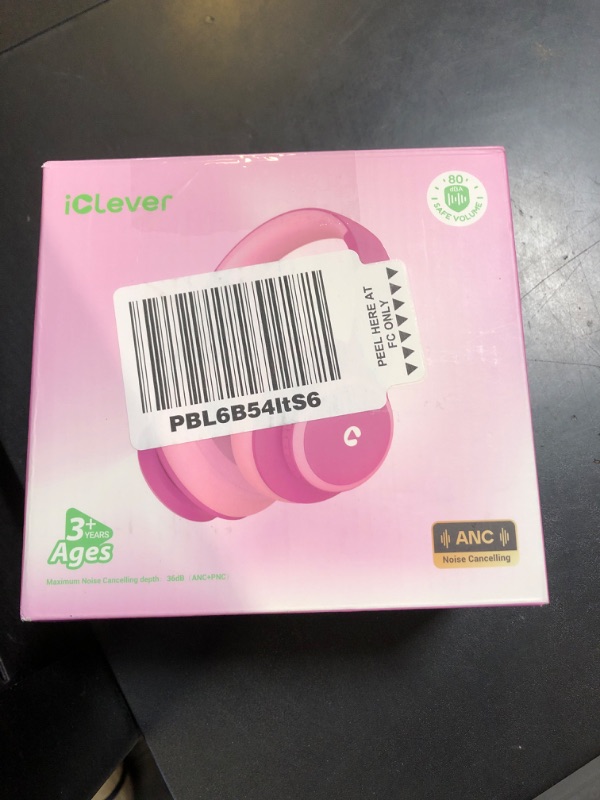 iClever
80
dBA
SAFE VOLUME
PEEL HERE AT
FC ONLY
PBL6B54ItS6
3+
YEARS
Ages
ANC
Noise Cancelling
Maximum Noise Cancelling depth: 36dB (ANC+PNC)